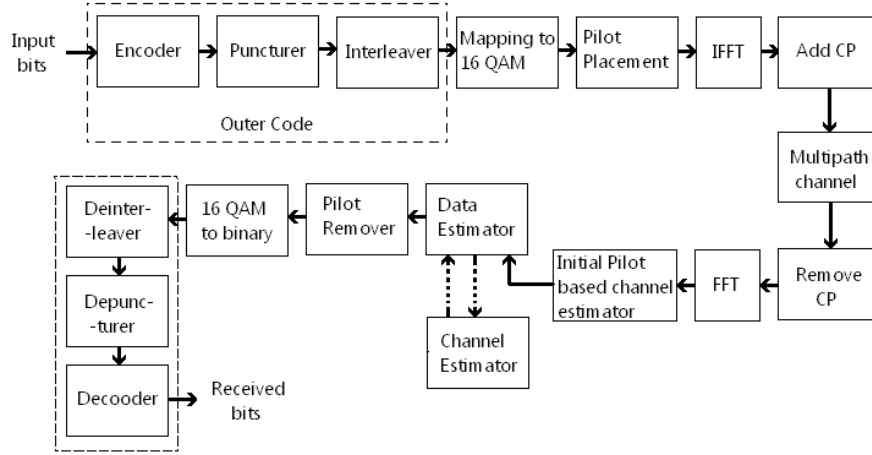 Input
bits
Encoder
Puncturer
Interleaver
Outer Code
Mapping to
16 QAM
Pilot
Placement
IFFT
Add CP
Multipath
channel
Remove
CP
FFT
Initial Pilot
based channel
estimator
Data
Estimator
Channel
Estimator
Pilot
Remover
16 QAM
to binary
Deinter-
-leaver
Depunc-
-turer
Decooder
Received
bits